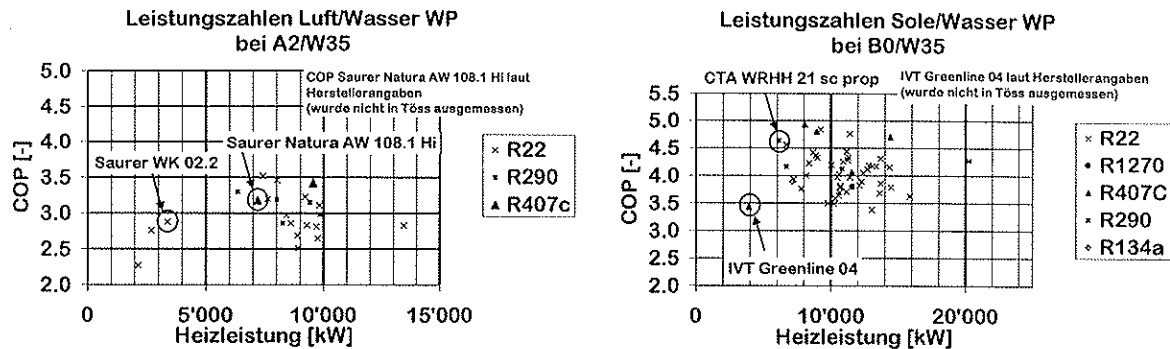 Leistungszahlen Luft/Wasser WP
bei A2/W35
COP Saurer Natura AW 108.1 Hi laut
Herstellerangaben
(wurde nicht in Töss ausgemessen)
Saurer Natura AW 108.1 Hi
Saurer WK 02.2
COP [-]
5.0
4.5
4.0
3.5
3.0
2.5
2.0
0
5'000
10'000
15'000
Heizleistung [kW]
× R22
R290
▲ R407c
Leistungszahlen Sole/Wasser WP
bei B0/W35
CTA WRHH 21 sc prop
IVT Greenline 04 laut Herstellerangaben
(wurde nicht in Töss ausgemessen)
COP [-]
5.5
5.0
4.5
4.0
3.5
3.0
2.5
2.0
IVT Greenline 04
0
10'000
20'000
Heizleistung [kW]
× R22
R1270
▲ R407C
R290
R134a